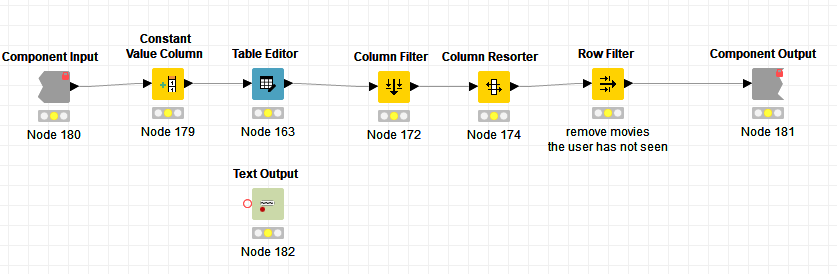 Component Input
Constant
Value Column
Table Editor
Column Filter
Column Resorter
Row Filter
Component Output
Node 180
Node 179
Node 163
Node 172
Node 174
remove movies
the user has not seen
Node 181
Text Output
Node 182